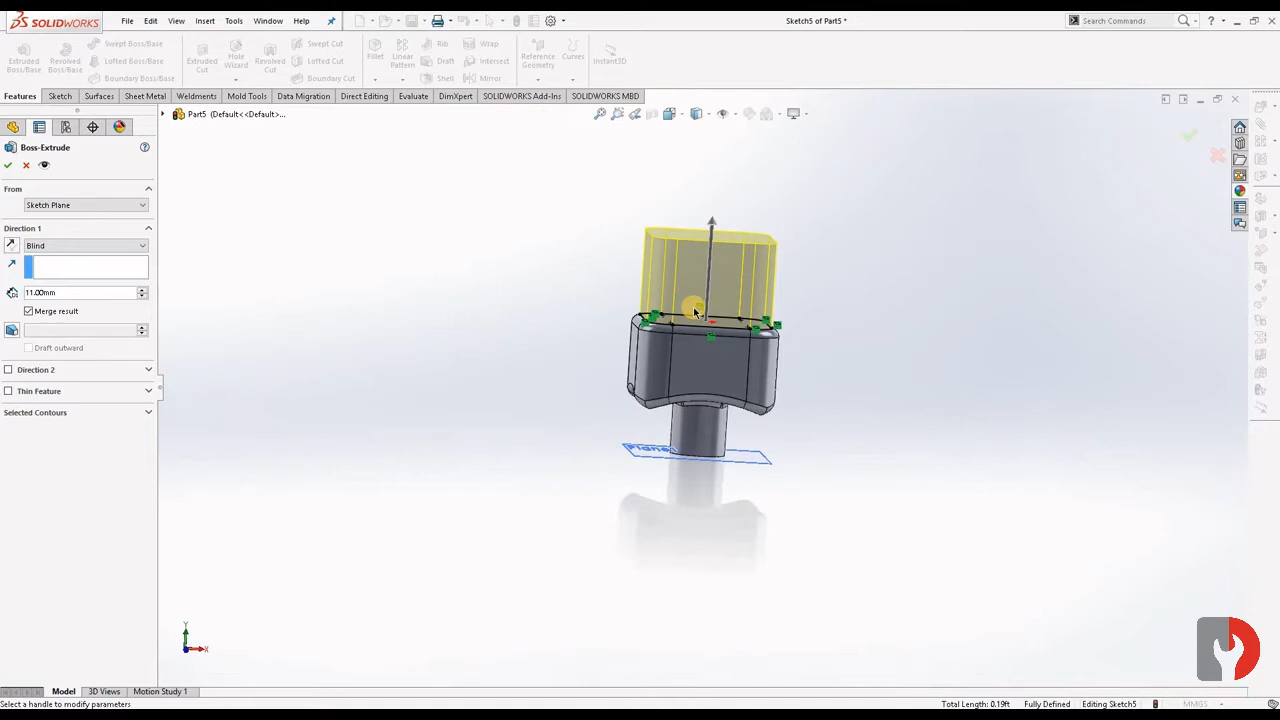 SOLIDWORKS
File Edit View Insert Tools Window Help
Sketch5 of Part5 *
Search Commands
Extruded Boss/Base
Revolved Boss/Base
Swept Boss/Base
Lofted Boss/Base
Boundary Boss/Base
Extruded Cut
Hole Wizard
Revolved Cut
Swept Cut
Lofted Cut
Boundary Cut
Fillet
Linear Pattern
Rib
Draft
Shell
Wrap
Intersect
Mirror
Reference Geometry
Curves
Instant3D
Features Sketch Surfaces Sheet Metal Weldments Mold Tools Data Migration Direct Editing Evaluate DimXpert SOLIDWORKS Add-Ins SOLIDWORKS MBD
Part5 (Default<<Default>...
Boss-Extrude
From
Sketch Plane
Direction 1
Blind
11.00mm
Merge result
Draft outward
Direction 2
Thin Feature
Selected Contours
Y
X
Model 3D Views Motion Study 1
Select a handle to modify parameters
Total Length: 0.19ft Fully Defined Editing Sketch5 MMGS